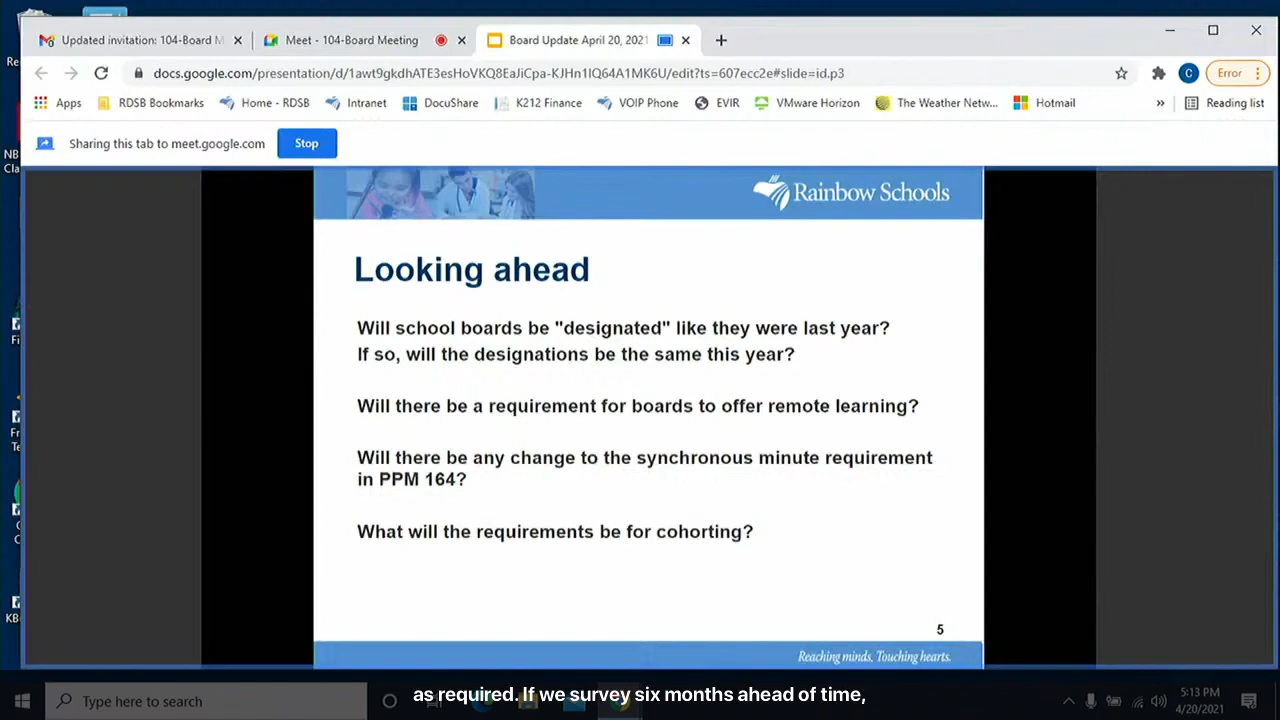 Updated invitation: 104-Board M
Meet - 104-Board Meeting
Board Update April 20, 2021
docs.google.com/presentation/d/1awt9gkdhATE3esHoVKQ8EaJiCpa-KJHn1IQ64A1MK6U/edit?ts=607ecc2e#slide=id.p3
C
Error
Apps
RDSB Bookmarks
Home - RDSB
Intranet
DocuShare
K212 Finance
VOIP Phone
EVIR
VMware Horizon
The Weather Netw...
Hotmail
»
Reading list
Sharing this tab to meet.google.com
Stop
Rainbow Schools
Looking ahead
Will school boards be "designated" like they were last year?
If so, will the designations be the same this year?
Will there be a requirement for boards to offer remote learning?
Will there be any change to the synchronous minute requirement
in PPM 164?
What will the requirements be for cohorting?
5
Reaching minds, Touching hearts.
as required. If we survey six months ahead of time,
Type here to search
5:13 PM
4/20/2021